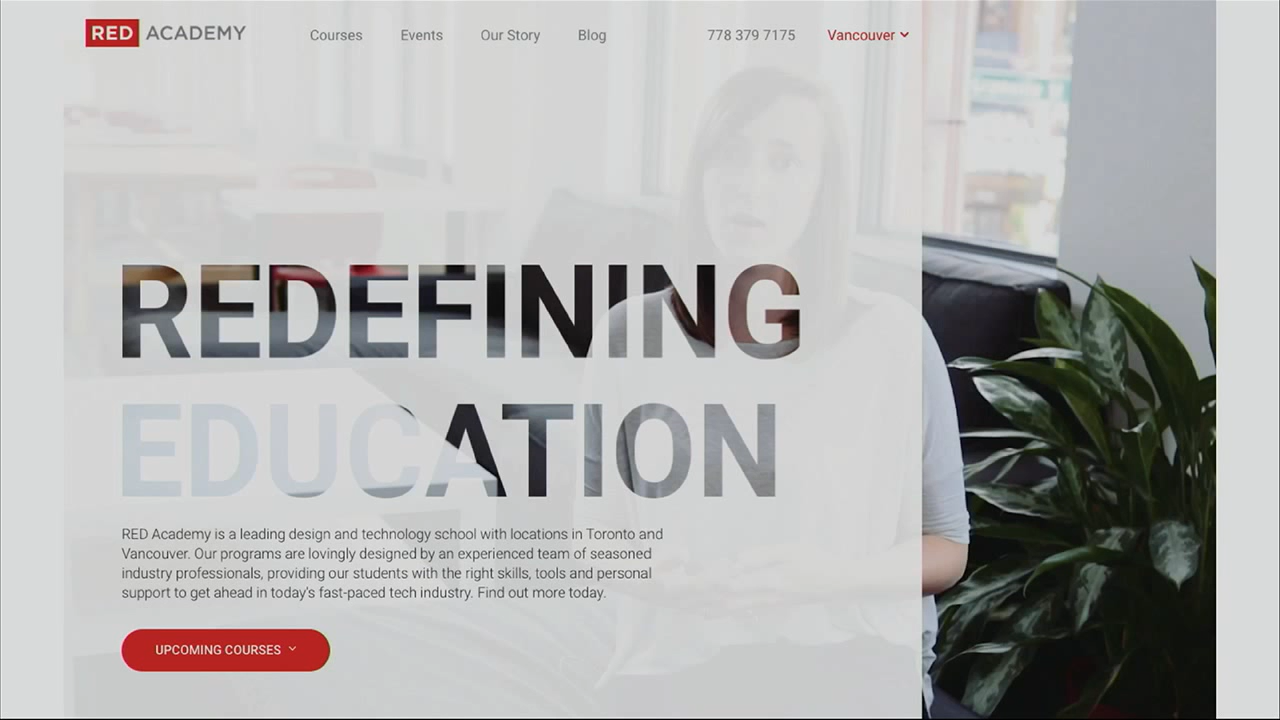 RED ACADEMY
Courses
Events
Our Story
Blog
778 379 7175
Vancouver
REDEFINING
EDUCATION
RED Academy is a leading design and technology school with locations in Toronto and
Vancouver. Our programs are lovingly designed by an experienced team of seasoned
industry professionals, providing our students with the right skills, tools and personal
support to get ahead in today's fast-paced tech industry. Find out more today.
UPCOMING COURSES